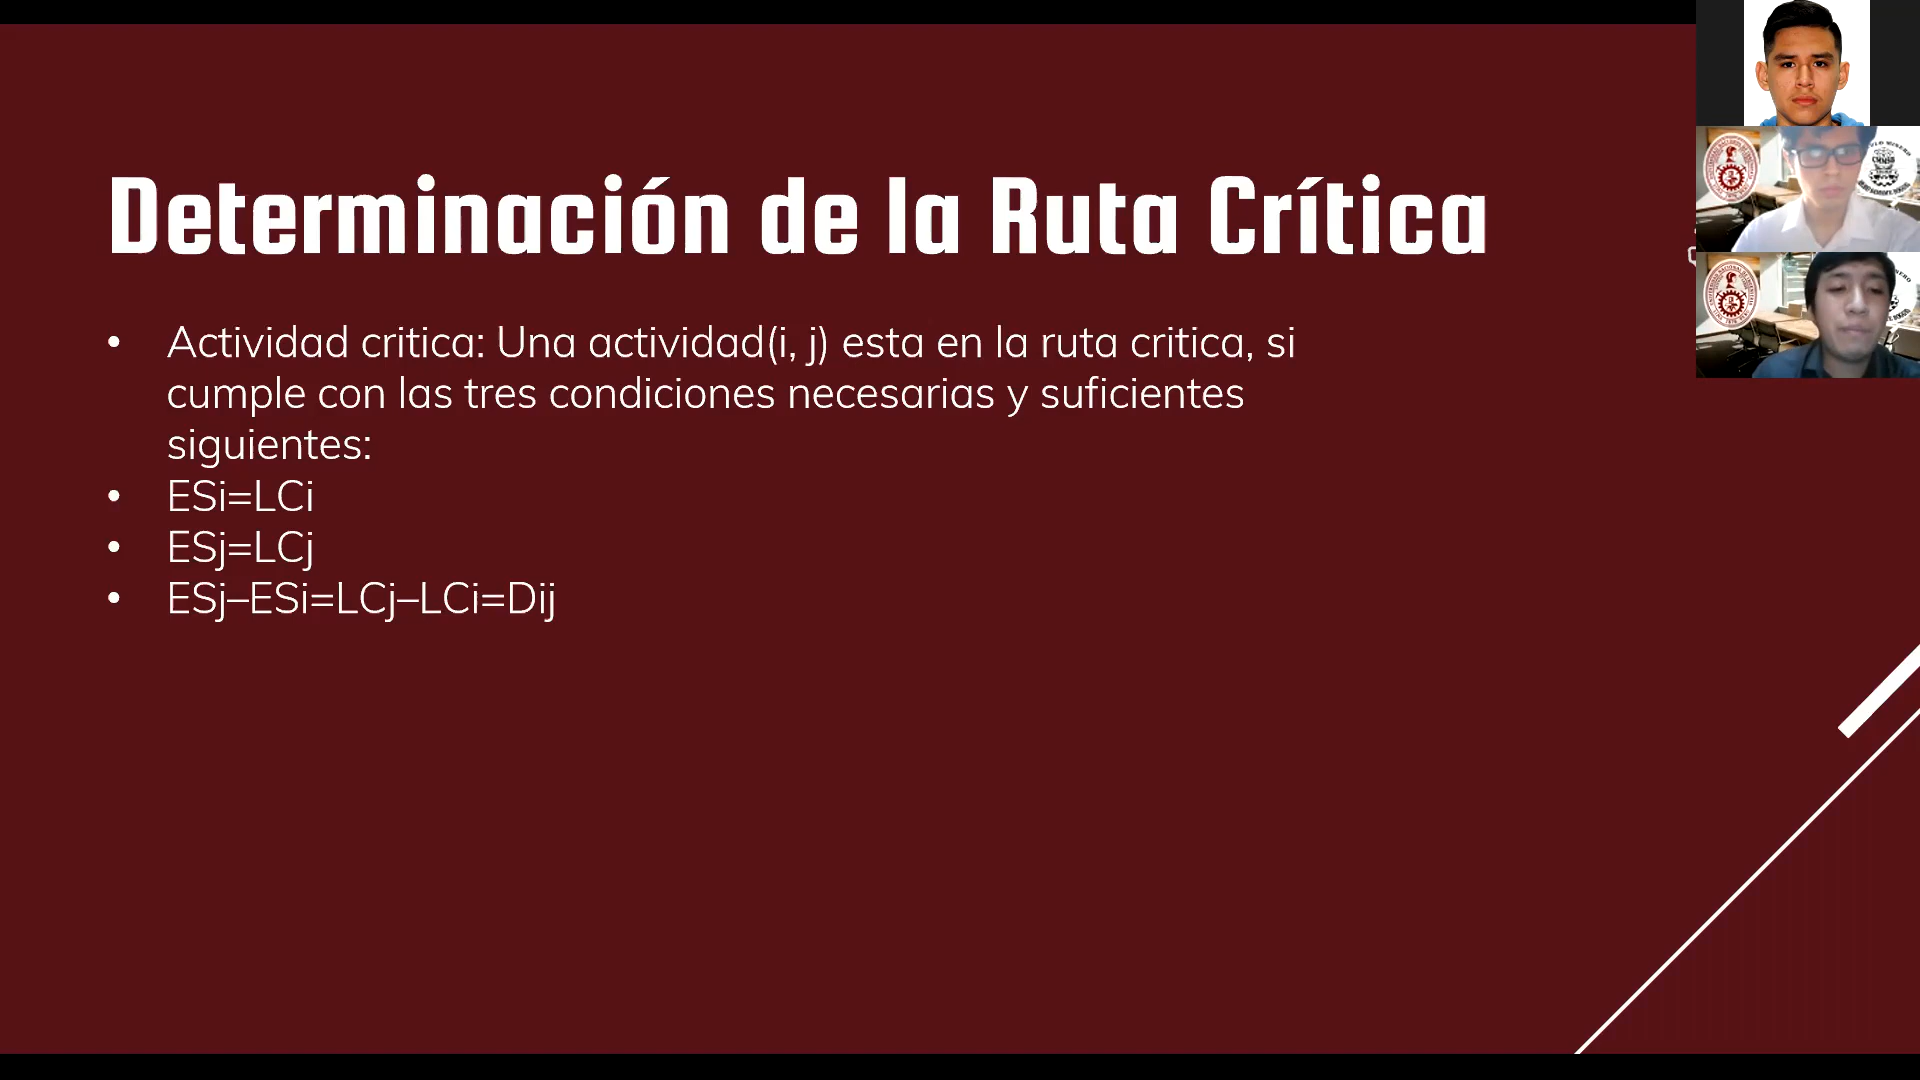 Determinación de la Ruta Crítica
• Actividad critica: Una actividad(i, j) esta en la ruta critica, si
cumple con las tres condiciones necesarias y suficientes
siguientes:
• ESi=LCi
• ESj=LCj
• ESj–ESi=LCj–LCi=Dij